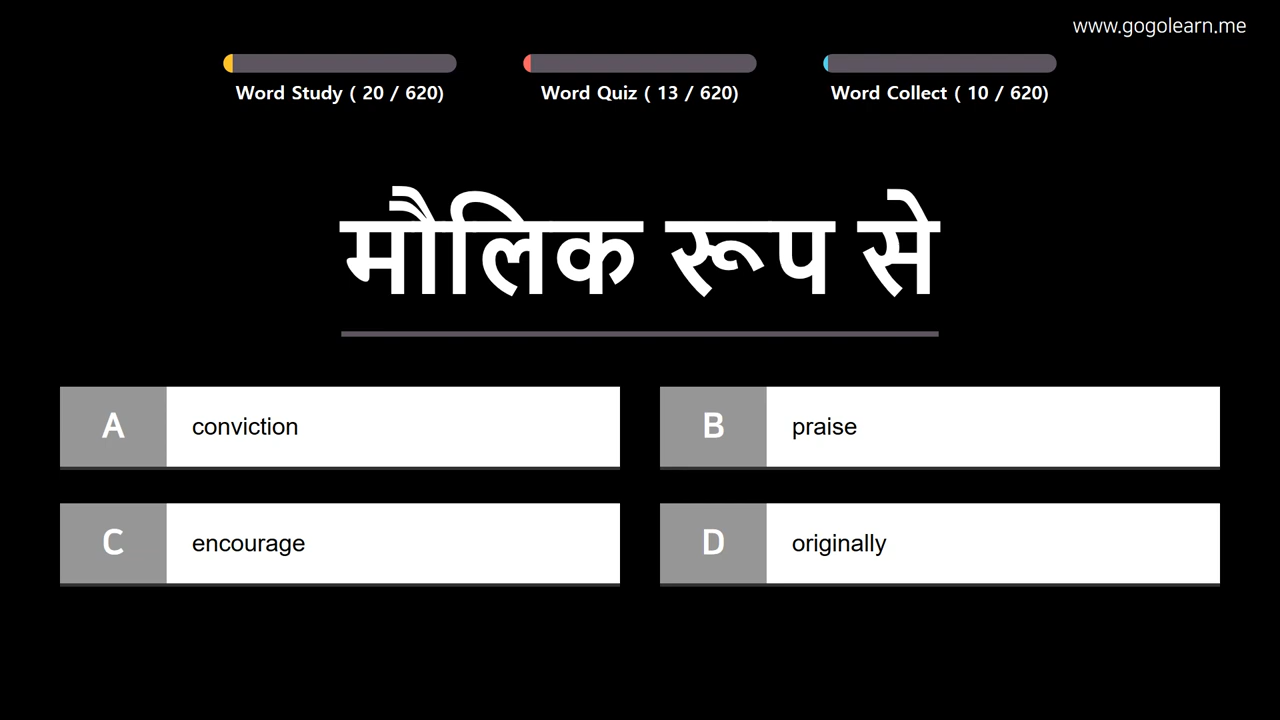 www.gogolearn.me
Word Study ( 20 / 620)
Word Quiz ( 13 / 620)
Word Collect ( 10 / 620)
मौलिक रूप से
A
conviction
B
praise
C
encourage
D
originally